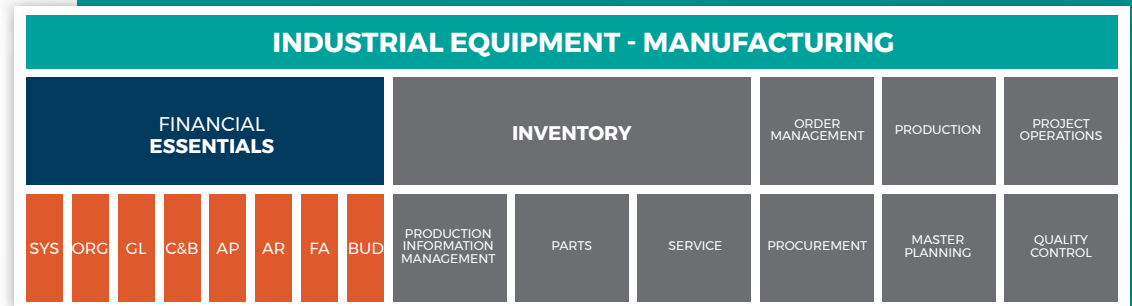 INDUSTRIAL EQUIPMENT - MANUFACTURING
FINANCIAL
ESSENTIALS
INVENTORY
ORDER
MANAGEMENT
PRODUCTION
PROJECT
OPERATIONS
SYS
ORG
GL
C&B
AP
AR
FA
BUD
PRODUCTION
INFORMATION
MANAGEMENT
PARTS
SERVICE
PROCUREMENT
MASTER
PLANNING
QUALITY
CONTROL